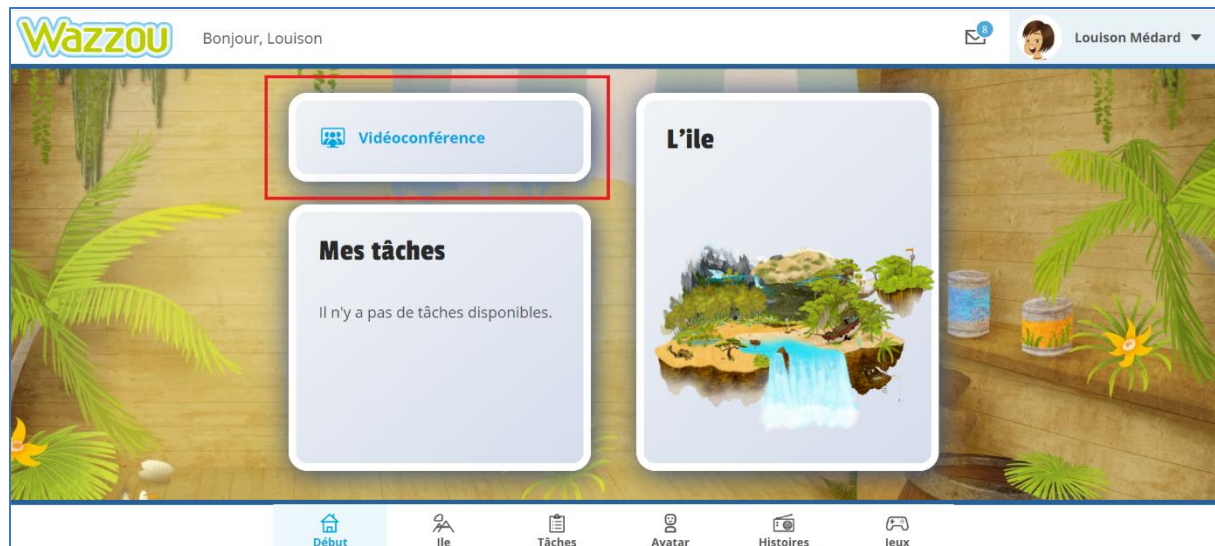 Wazzou
Bonjour, Louison
8
Louison Médard
Vidéoconférence
L'ile
Mes tâches
Il n'y a pas de tâches disponibles.
Début
Ile
Tâches
Avatar
Histoires
Jeux